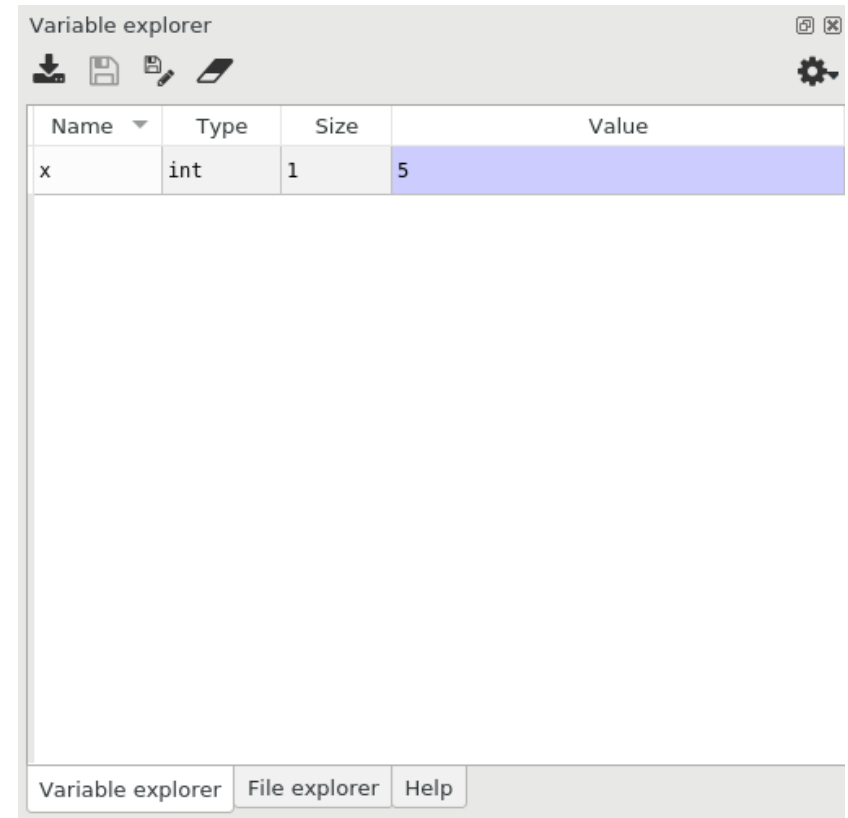 Variable explorer
Name Type Size Value
x int 1 5
Variable explorer File explorer Help